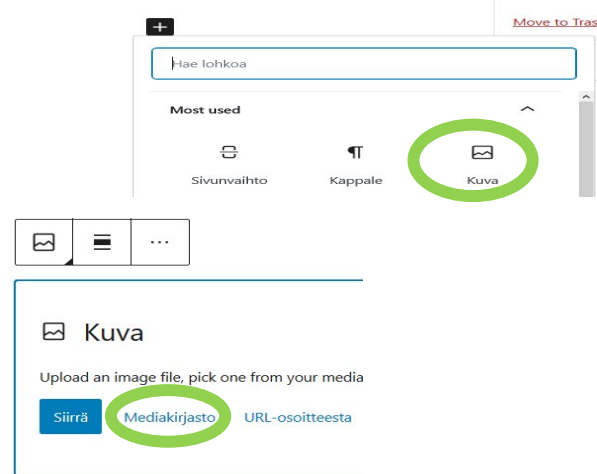 Move to Tras
Hae lohkoa
Most used
Sivunvaihto Kappale Kuva
Kuva
Upload an image file, pick one from your media
Siirrä Mediakirjasto URL-osoitteesta